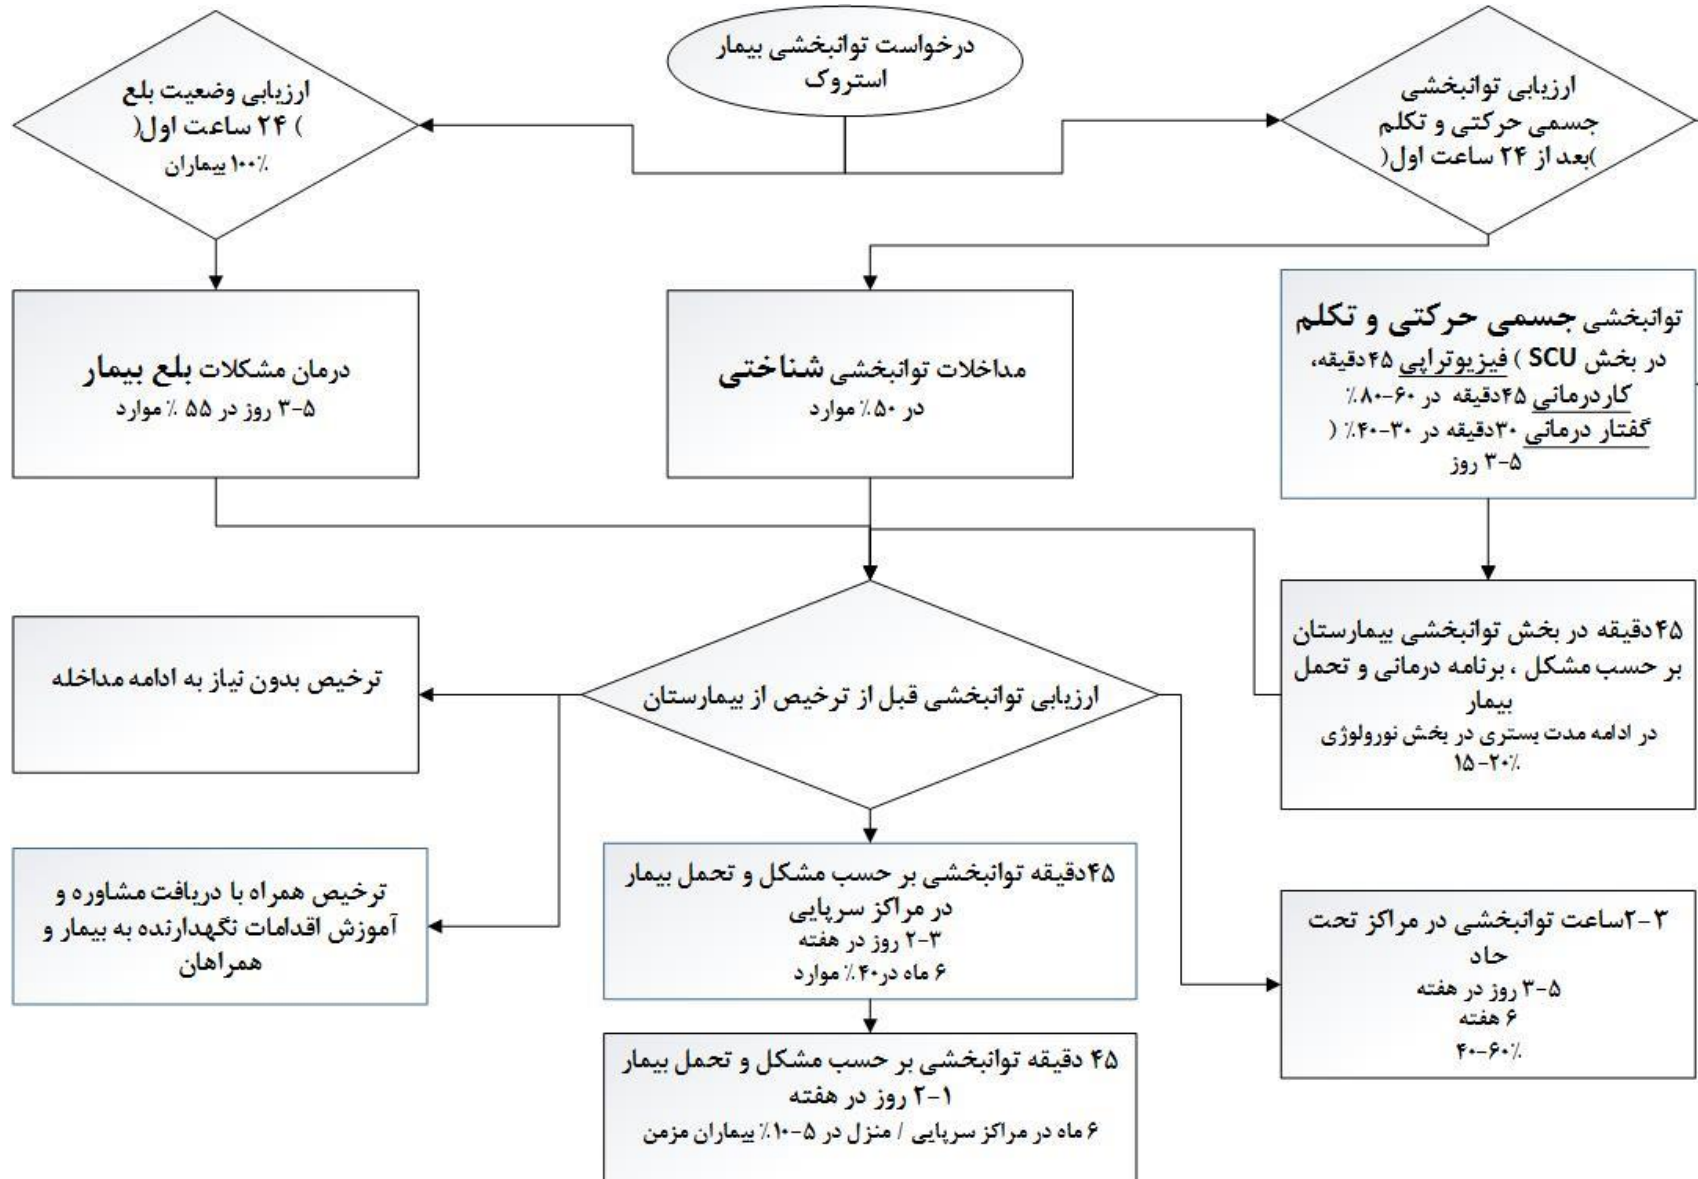 درخواست توانبخشی بیمار
استروک
ارزیابی توانبخشی
جسمی حرکتی و تکلم
)بعد از ۲۴ ساعت اول(
ارزیابی وضعیت بلع
) ۲۴ ساعت اول(
۱۰۰٪ بیماران
توانبخشی جسمی حرکتی و تکلم
در بخش SCU ) فیزیوتراپی ۴۵دقیقه،
کاردرمانی ۴۵دقیقه در ۶۰-۸۰٪
گفتار درمانی ۳۰دقیقه در ۳۰-۴۰٪ (
۳-۵ روز
مداخلات توانبخشی شناختی
در ۵۰٪ موارد
درمان مشکلات بلع بیمار
۳-۵ روز در ۵۵ ٪ موارد
۴۵دقیقه در بخش توانبخشی بیمارستان
بر حسب مشکل ، برنامه درمانی و تحمل
بیمار
در ادامه مدت بستری در بخش نورولوژی
۱۵-۲۰٪
ارزیابی توانبخشی قبل از ترخیص از بیمارستان
ترخیص بدون نیاز به ادامه مداخله
۲-۳ساعت توانبخشی در مراکز تحت
حاد
۳-۵ روز در هفته
۶ هفته
۴۰-۶۰٪
۴۵دقیقه توانبخشی بر حسب مشکل و تحمل بیمار
در مراکز سرپایی
۲-۳ روز در هفته
۶ ماه در۴۰٪ موارد
ترخیص همراه با دریافت مشاوره و
آموزش اقدامات نگهدارنده به بیمار و
همراهان
۴۵ دقیقه توانبخشی بر حسب مشکل و تحمل بیمار
۲-۱ روز در هفته
۶ ماه در مراکز سرپایی / منزل در ۵-۱۰٪ بیماران مزمن